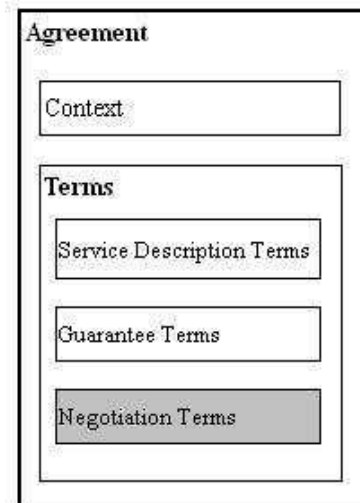 Agreement
Context
Terms
Service Description Terms
Guarantee Terms
Negotiation Terms